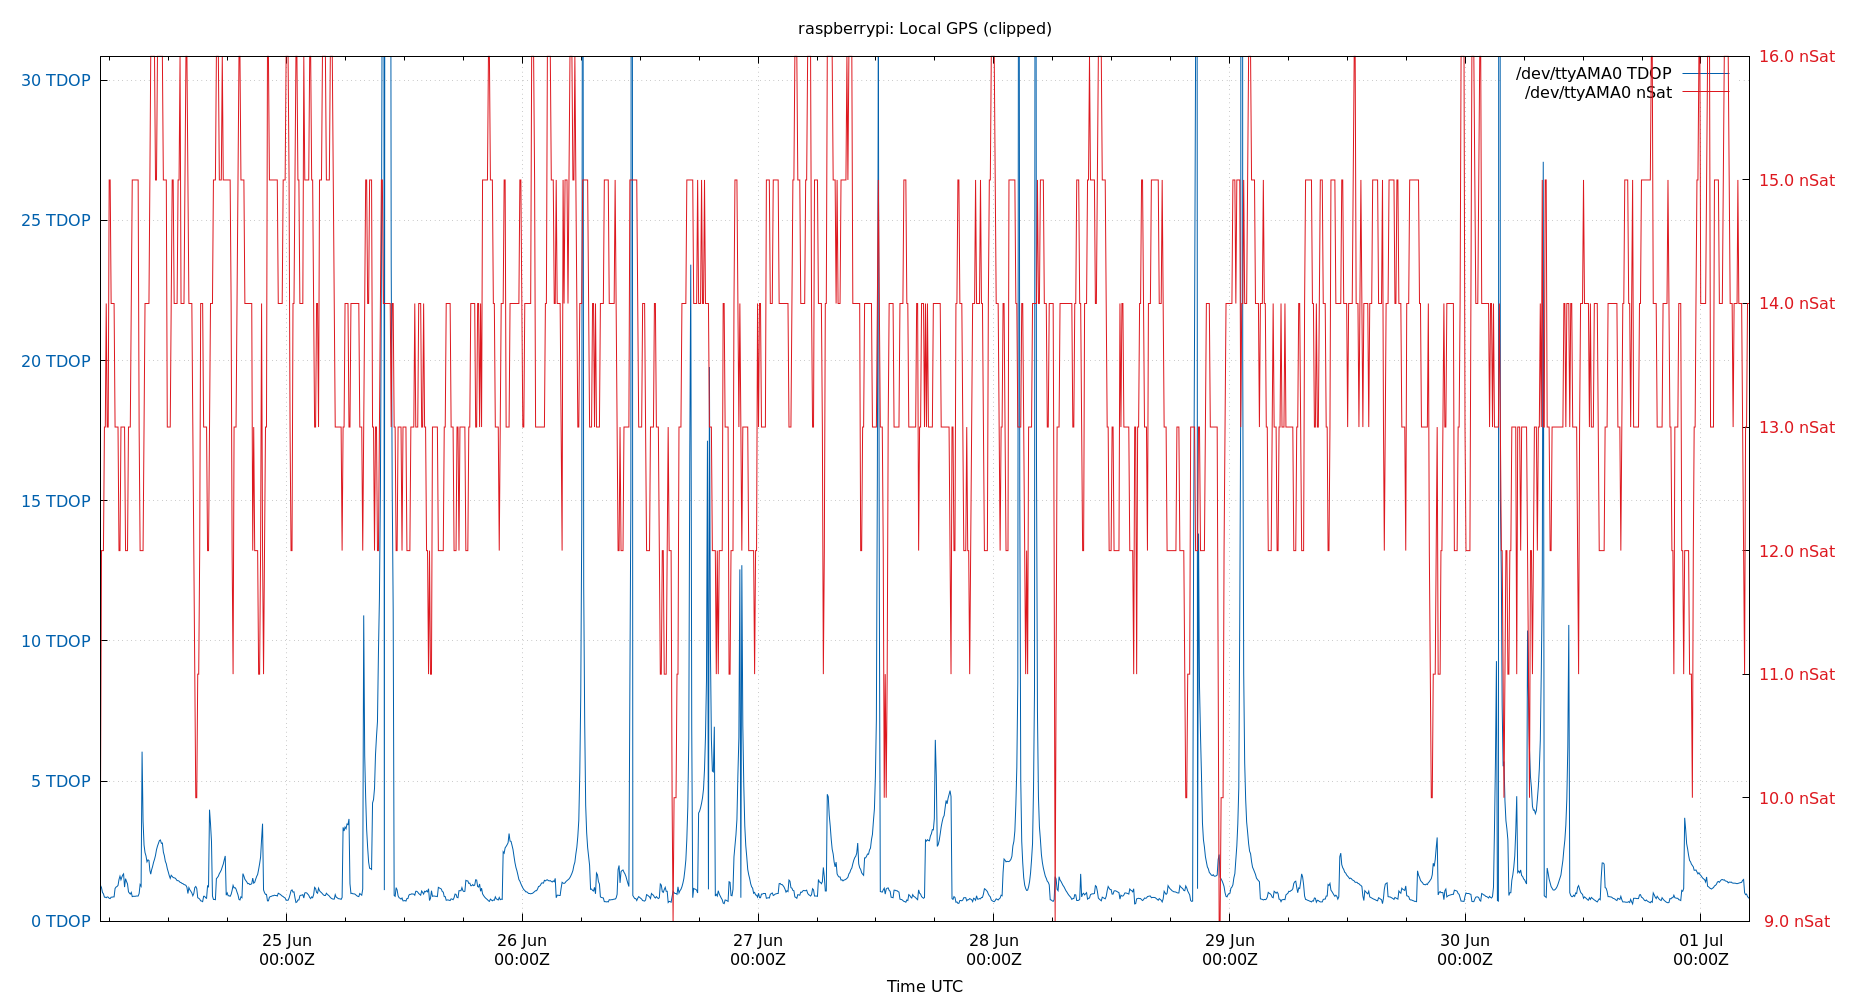 raspberrypi: Local GPS (clipped)
30 TDOP
25 TDOP
20 TDOP
15 TDOP
10 TDOP
5 TDOP
0 TDOP
16.0 nSat
15.0 nSat
14.0 nSat
13.0 nSat
12.0 nSat
11.0 nSat
10.0 nSat
9.0 nSat
/dev/ttyAMA0 TDOP
/dev/ttyAMA0 nSat
25 Jun
00:00Z
26 Jun
00:00Z
27 Jun
00:00Z
28 Jun
00:00Z
29 Jun
00:00Z
30 Jun
00:00Z
01 Jul
00:00Z
Time UTC